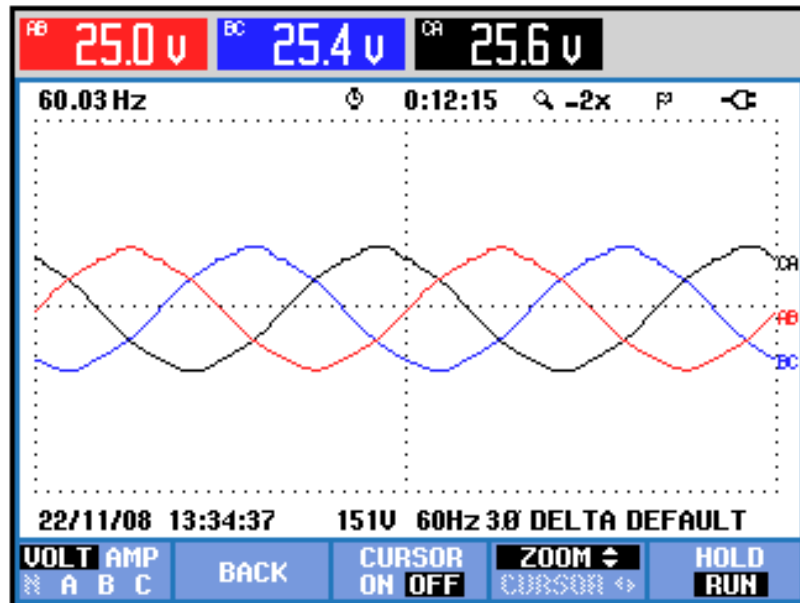 AB 25.0 V BC 25.4 V CA 25.6 V
60.03 Hz 0:12:15 -2x
CA
AB
BC
22/11/08 13:34:37 151V 60Hz 3Ø DELTA DEFAULT
VOLT AMP BACK CURSOR ZOOM HOLD
N A B C ON OFF CURSOR RUN